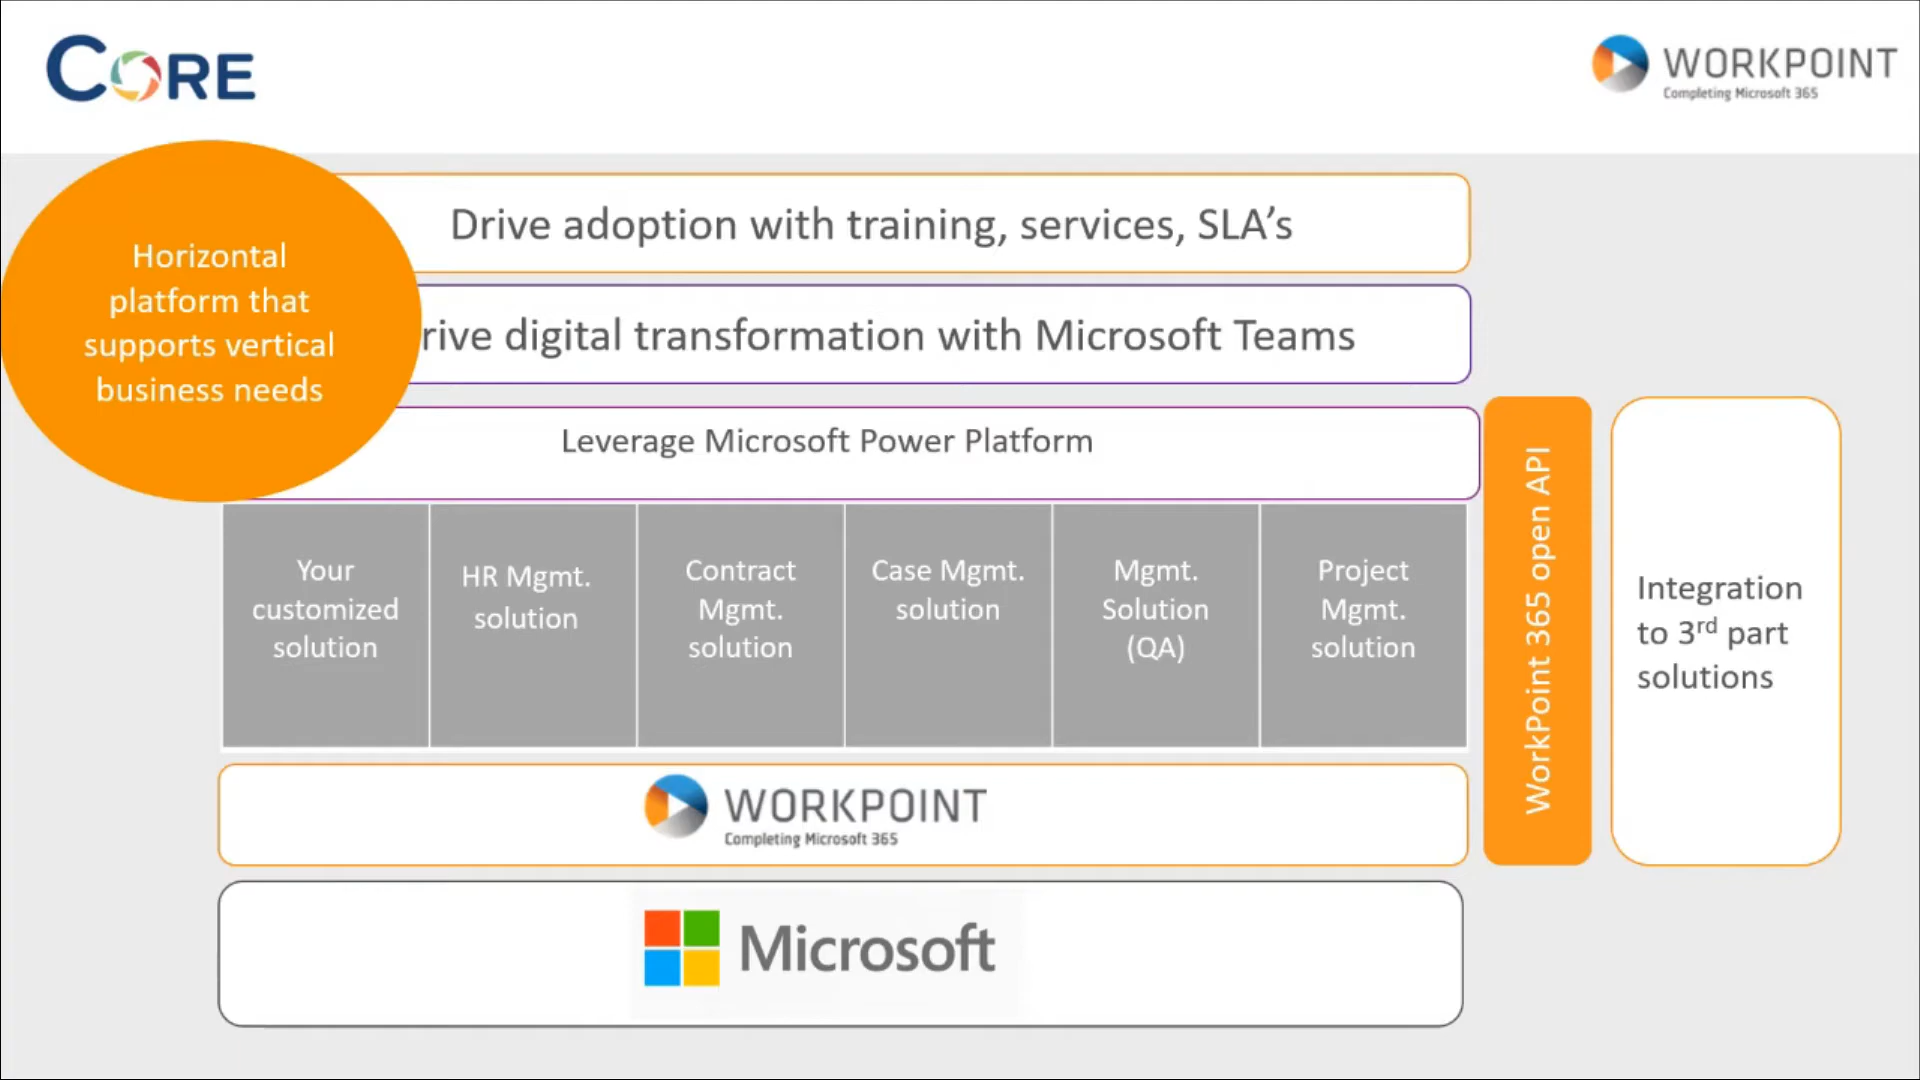 CORE
WORKPOINT
Completing Microsoft 365
Horizontal
platform that
supports vertical
business needs
Drive adoption with training, services, SLA’s
rive digital transformation with Microsoft Teams
Leverage Microsoft Power Platform
Your
customized
solution
HR Mgmt.
solution
Contract
Mgmt.
solution
Case Mgmt.
solution
Mgmt.
Solution
(QA)
Project
Mgmt.
solution
WorkPoint 365 open API
Integration
to 3rd part
solutions
WORKPOINT
Completing Microsoft 365
Microsoft